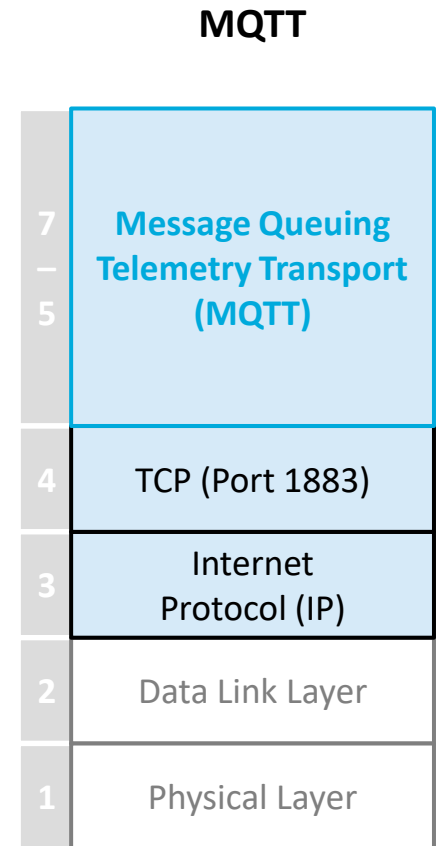 MQTT
7
–
5
Message Queuing
Telemetry Transport
(MQTT)
4
TCP (Port 1883)
3
Internet
Protocol (IP)
2
Data Link Layer
1
Physical Layer